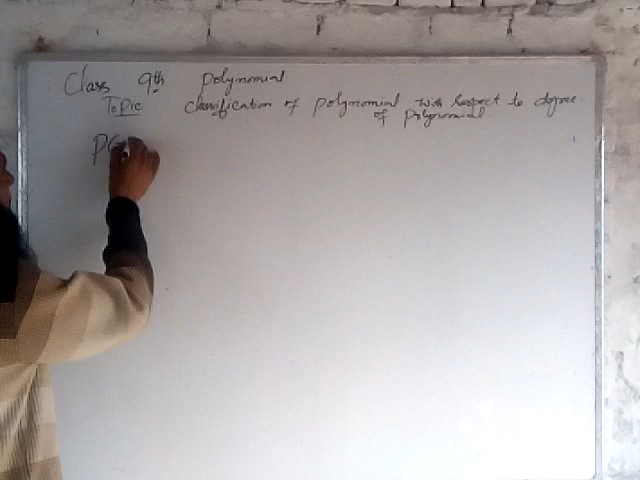 Class 9th Polynomial
Topic classification of polynomial with respect to degree
of polynomial
P(